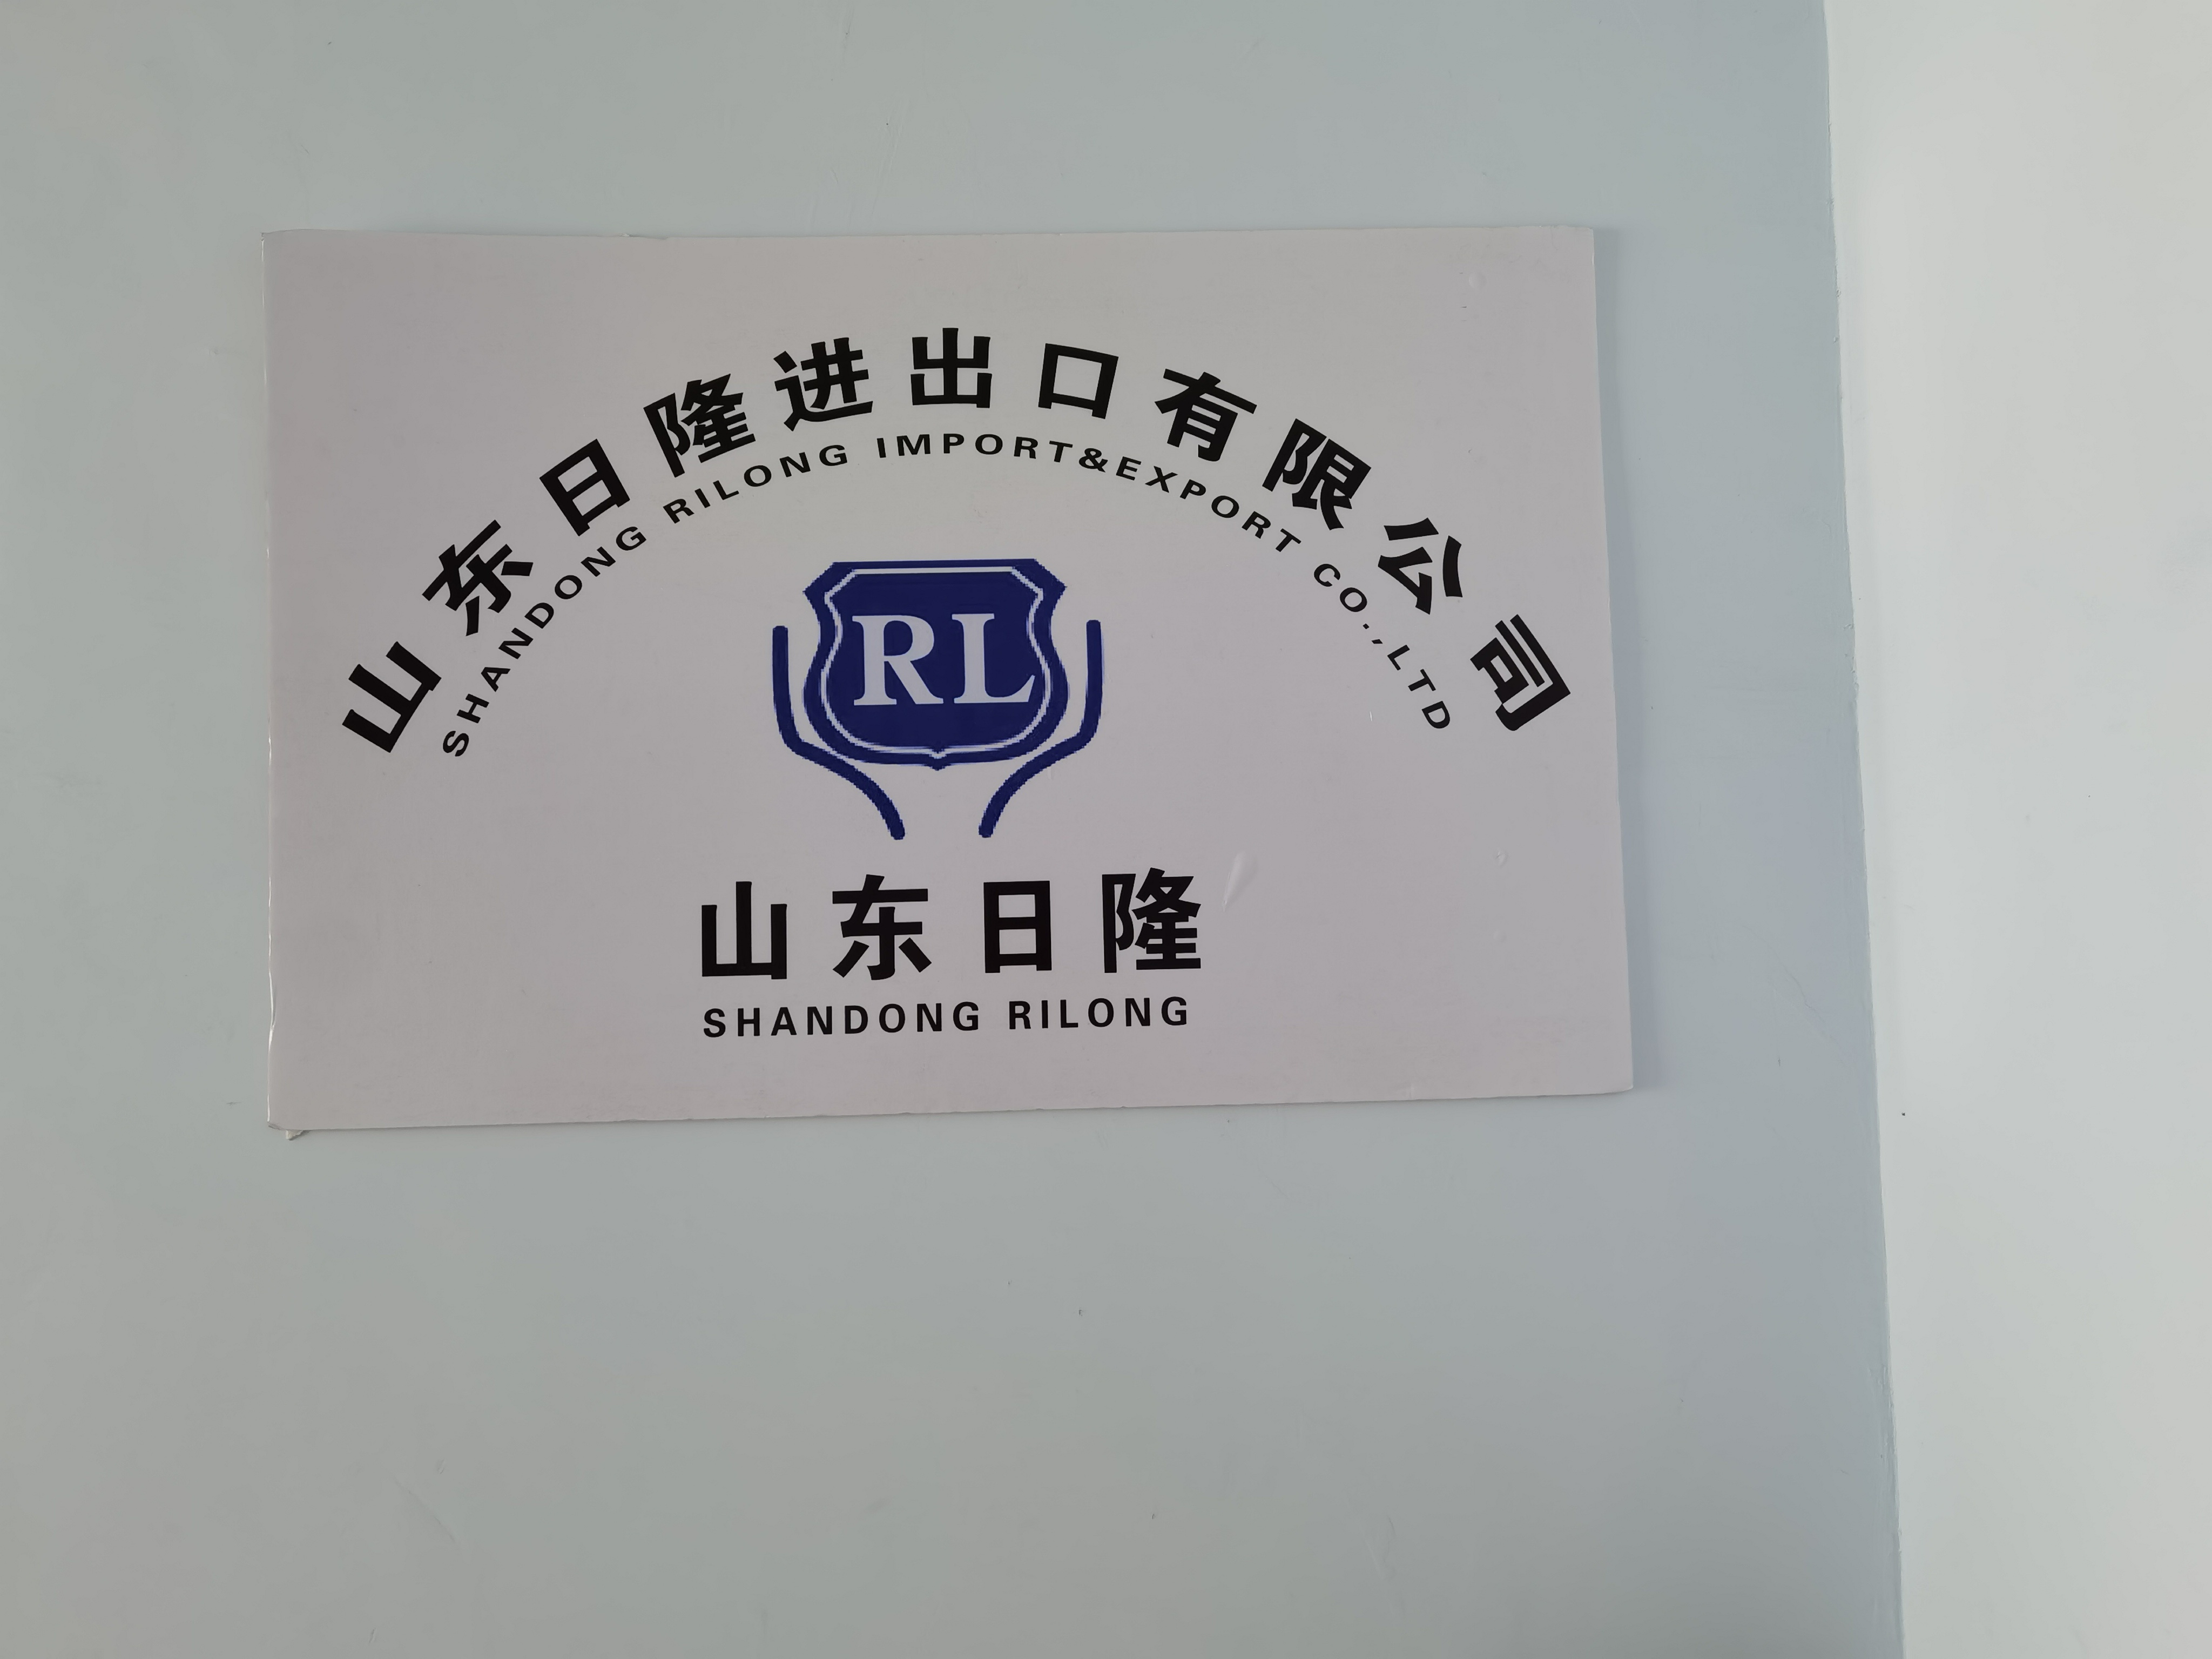 山东日隆进出口有限公司
SHANDONG RILONG IMPORT&EXPORT CO.,LTD
RL
山东日隆
SHANDONG RILONG